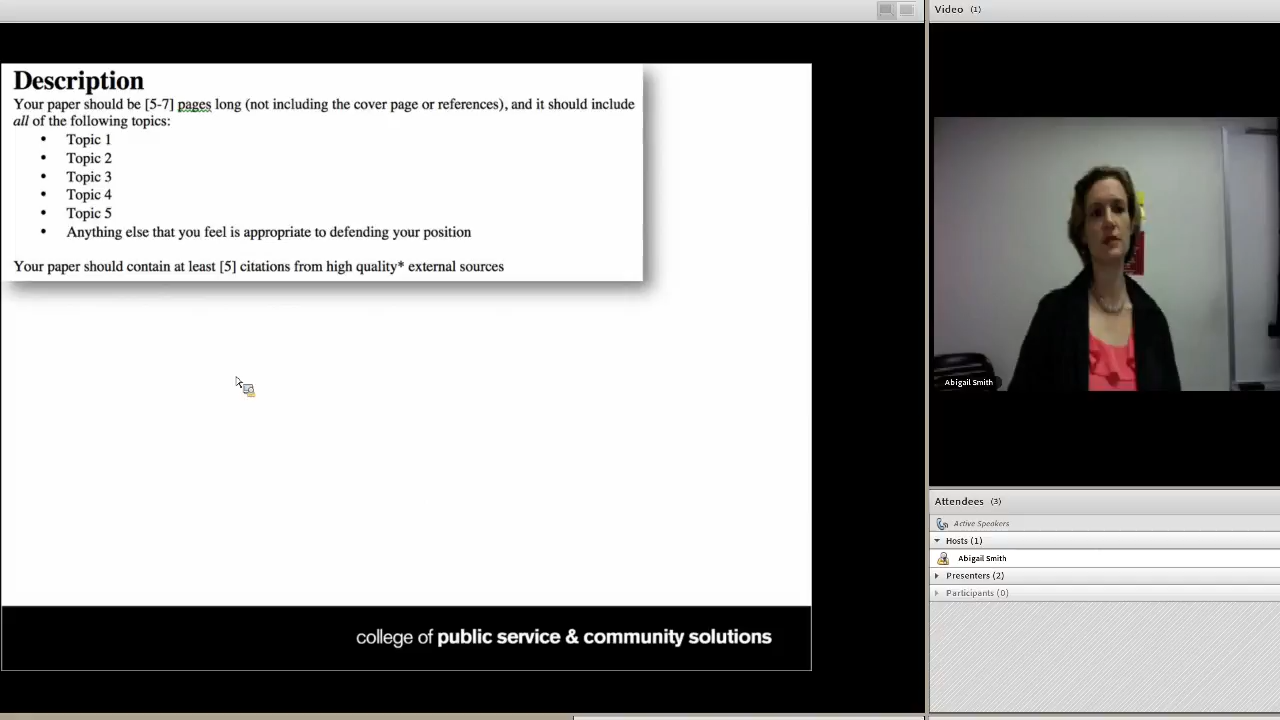 Description
Your paper should be [5-7] pages long (not including the cover page or references), and it should include
all of the following topics:
• Topic 1
• Topic 2
• Topic 3
• Topic 4
• Topic 5
• Anything else that you feel is appropriate to defending your position
Your paper should contain at least [5] citations from high quality* external sources
college of public service & community solutions
Video (1)
Abigail Smith
Attendees (3)
Active Speakers
Hosts (1)
Abigail Smith
Presenters (2)
Participants (0)